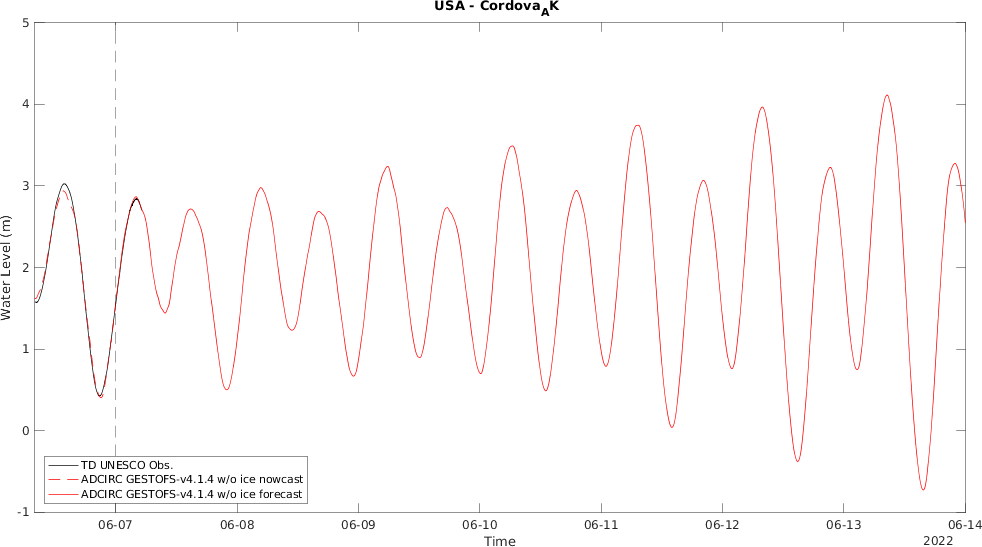 USA - Cordova_AK
5
4
3
2
1
0
-1
Water Level (m)
TD UNESCO Obs.
ADCIRC GESTOFS-v4.1.4 w/o ice nowcast
ADCIRC GESTOFS-v4.1.4 w/o ice forecast
06-07 06-08 06-09 06-10 06-11 06-12 06-13 06-14
Time
2022